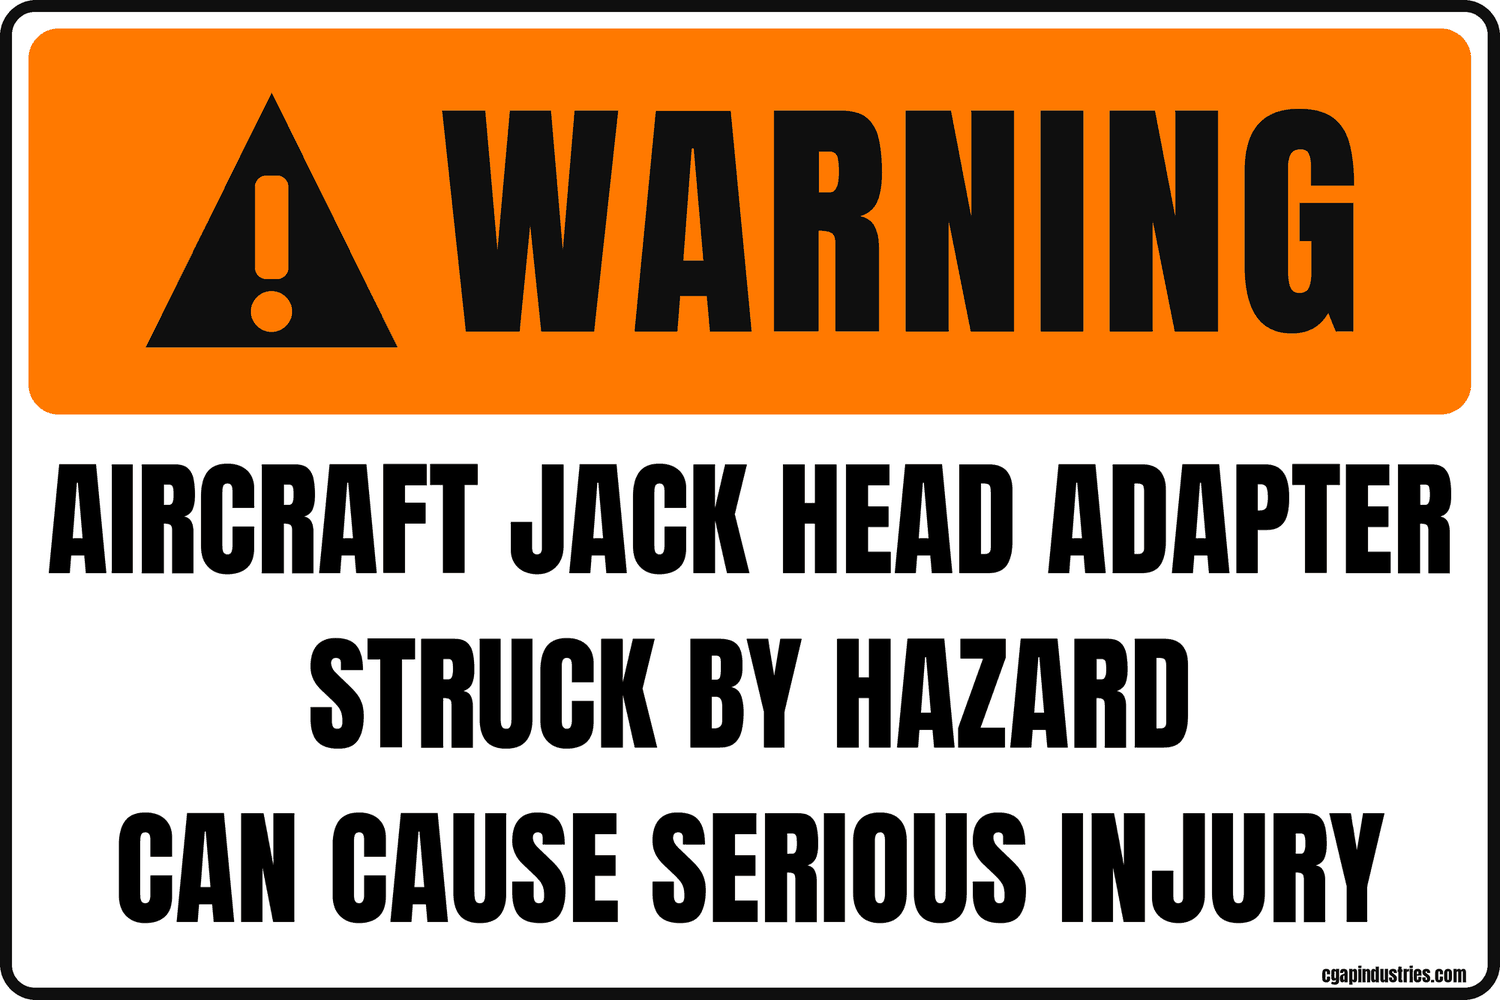 WARNING
AIRCRAFT JACK HEAD ADAPTER
STRUCK BY HAZARD
CAN CAUSE SERIOUS INJURY
cgapindustries.com